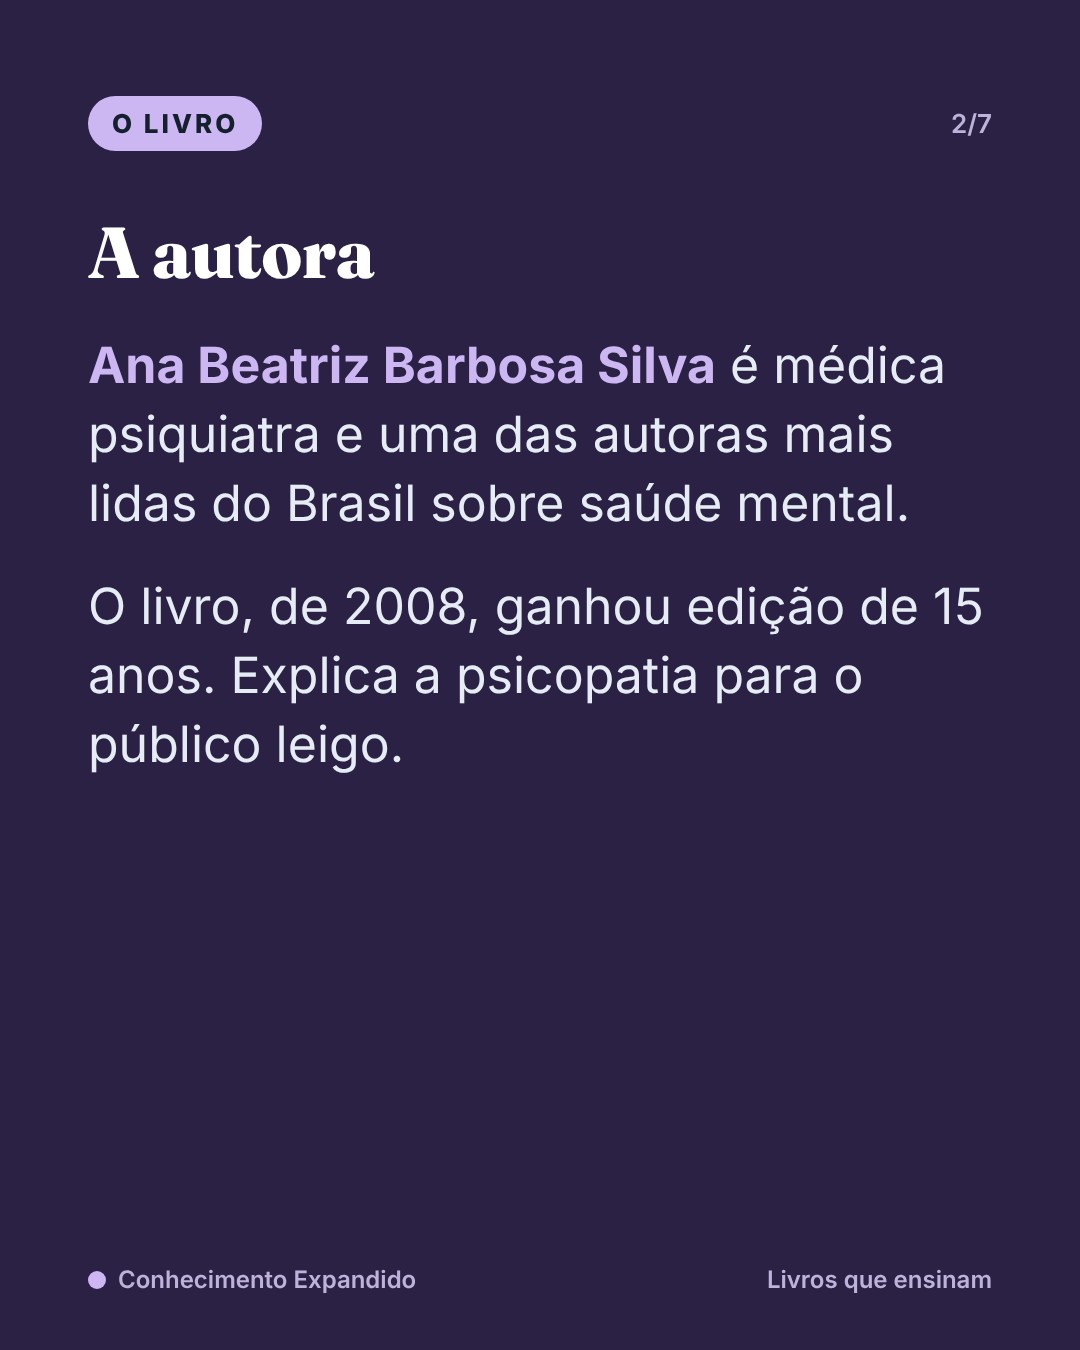 O LIVRO
2/7
A autora
Ana Beatriz Barbosa Silva é médica
psiquiatra e uma das autoras mais
lidas do Brasil sobre saúde mental.
O livro, de 2008, ganhou edição de 15
anos. Explica a psicopatia para o
público leigo.
Conhecimento Expandido
Livros que ensinam